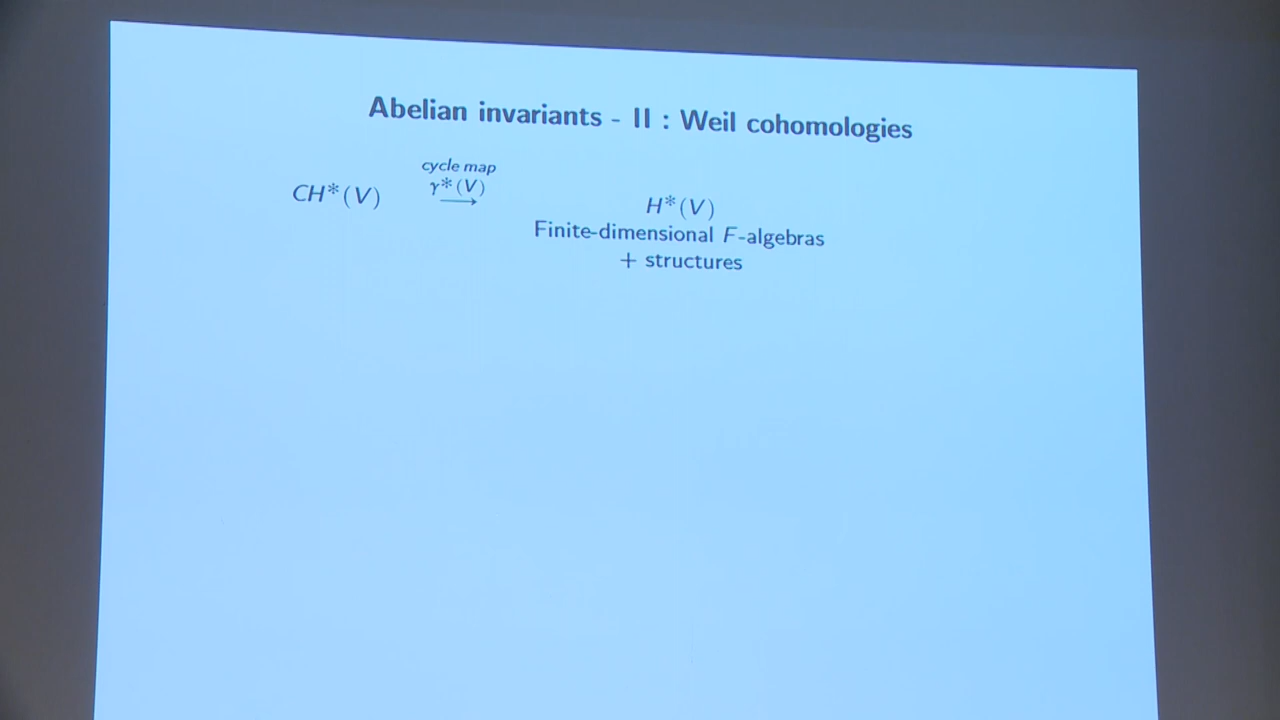 Abelian invariants - II : Weil cohomologies
cycle map
CH*(V) γ*(V) ⟶ H*(V)
Finite-dimensional F-algebras
+ structures